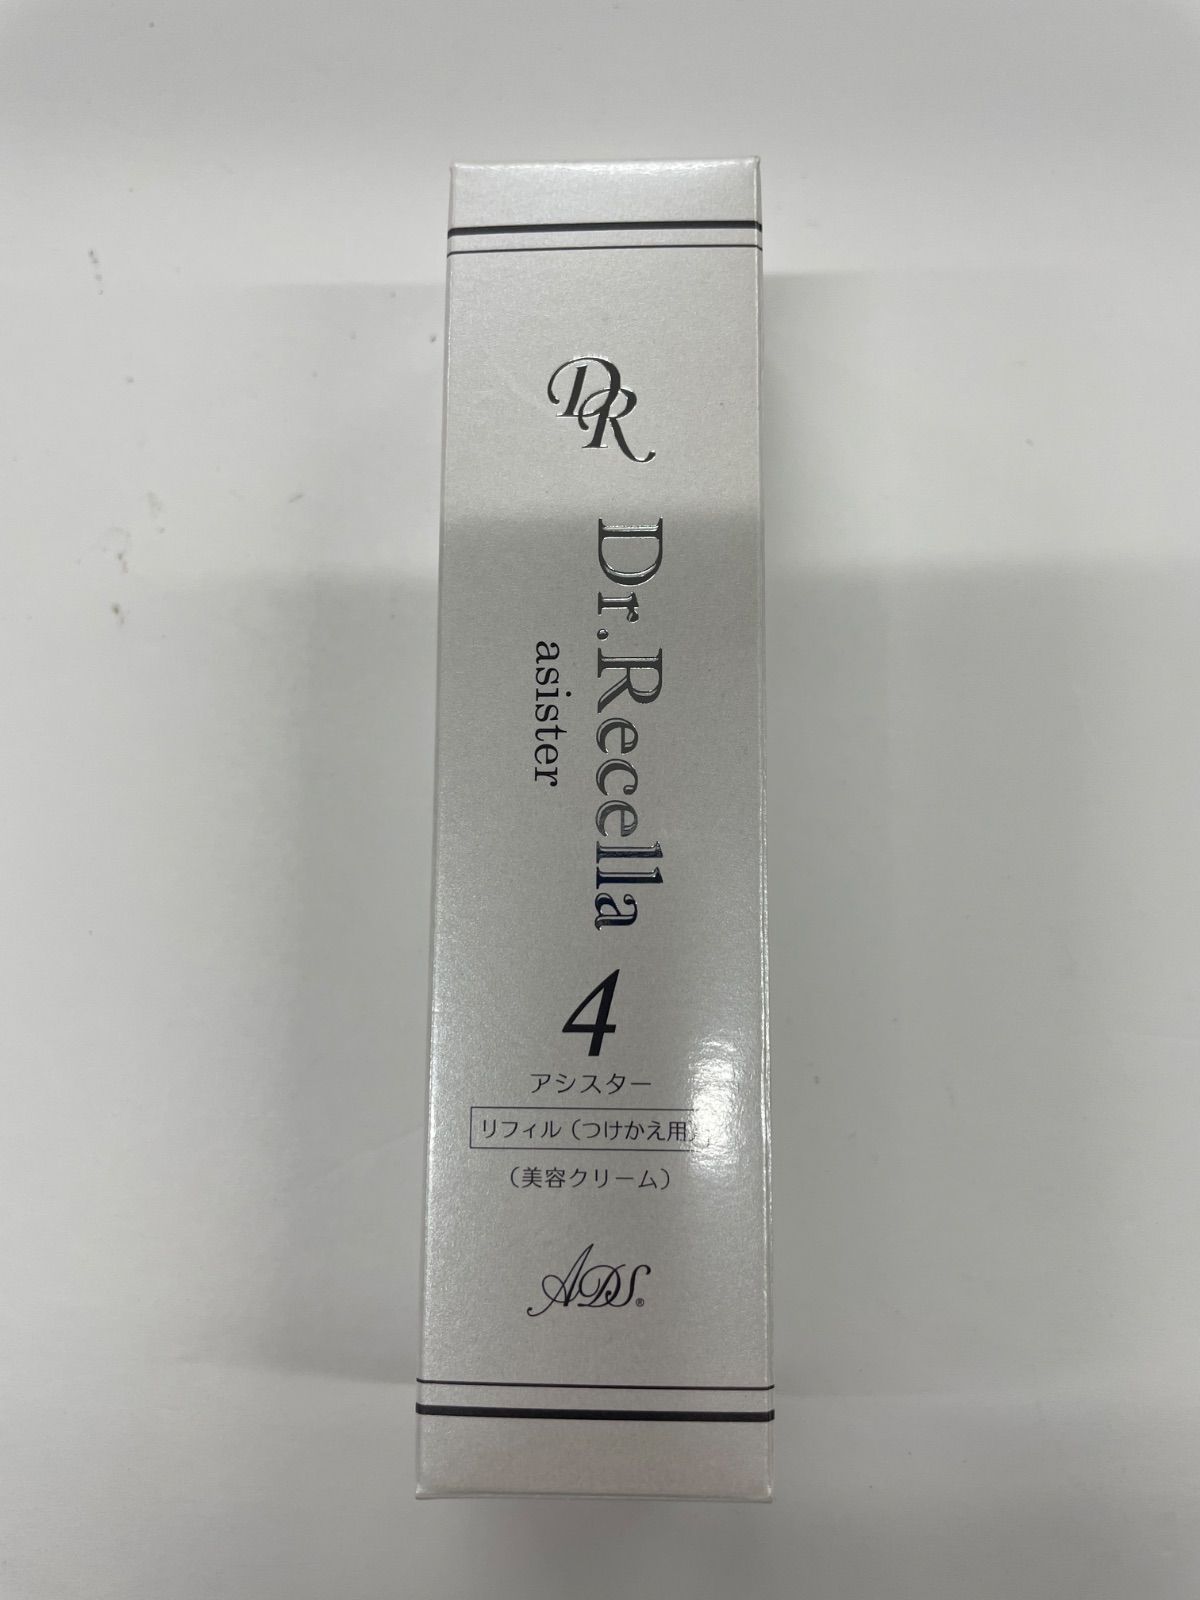 DR
Dr.Recella
asister
4
アシスター
リフィル（つけかえ用）
（美容クリーム）
ADS®